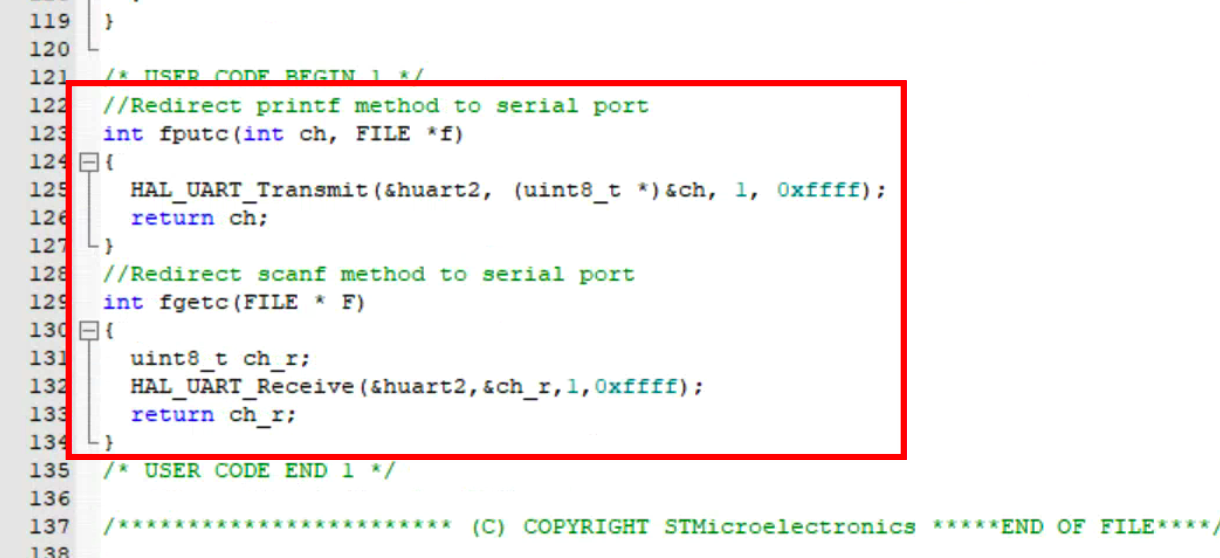 119 }
120
121 /* USER CODE BEGIN 1 */
122 //Redirect printf method to serial port
123 int fputc(int ch, FILE *f)
124 {
125 HAL_UART_Transmit(&huart2, (uint8_t *)&ch, 1, 0xffff);
126 return ch;
127 }
128 //Redirect scanf method to serial port
129 int fgetc(FILE * F)
130 {
131 uint8_t ch_r;
132 HAL_UART_Receive(&huart2,&ch_r,1,0xffff);
133 return ch_r;
134 }
135 /* USER CODE END 1 */
136
137 /************************ (C) COPYRIGHT STMicroelectronics *****END OF FILE****/
138